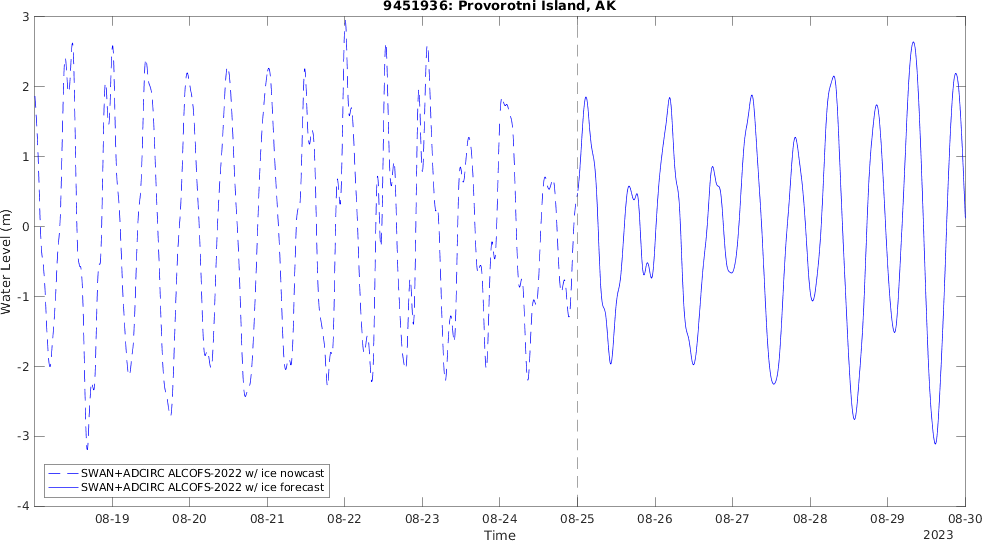 9451936: Provorotni Island, AK
3
2
1
0
-1
-2
-3
-4
Water Level (m)
SWAN+ADCIRC ALCOFS-2022 w/ ice nowcast
SWAN+ADCIRC ALCOFS-2022 w/ ice forecast
08-19 08-20 08-21 08-22 08-23 08-24 08-25 08-26 08-27 08-28 08-29 08-30
Time
2023